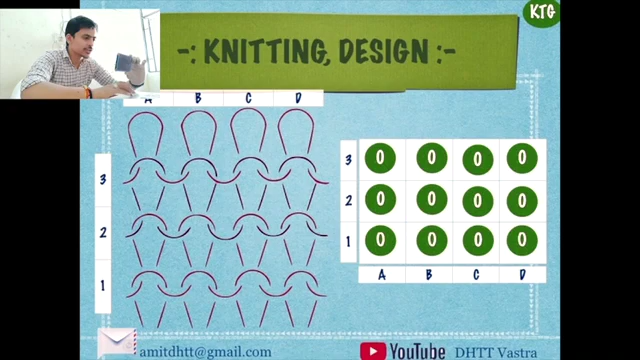 KTG
-: KNITTING, DESIGN :-
A B C D
3
2
1
3 0 0 0 0
2 0 0 0 0
1 0 0 0 0
A B C D
amitdhtt@gmail.com
YouTube DHTT Vastra